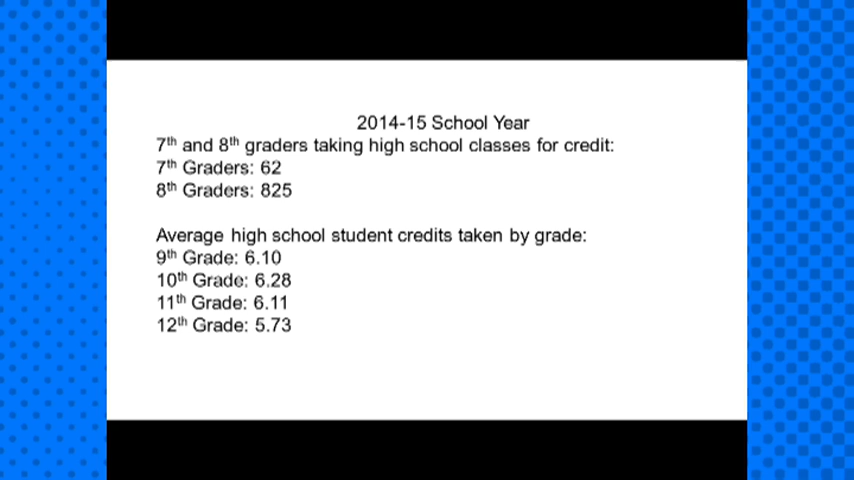 2014-15 School Year
7th and 8th graders taking high school classes for credit:
7th Graders: 62
8th Graders: 825
Average high school student credits taken by grade:
9th Grade: 6.10
10th Grade: 6.28
11th Grade: 6.11
12th Grade: 5.73